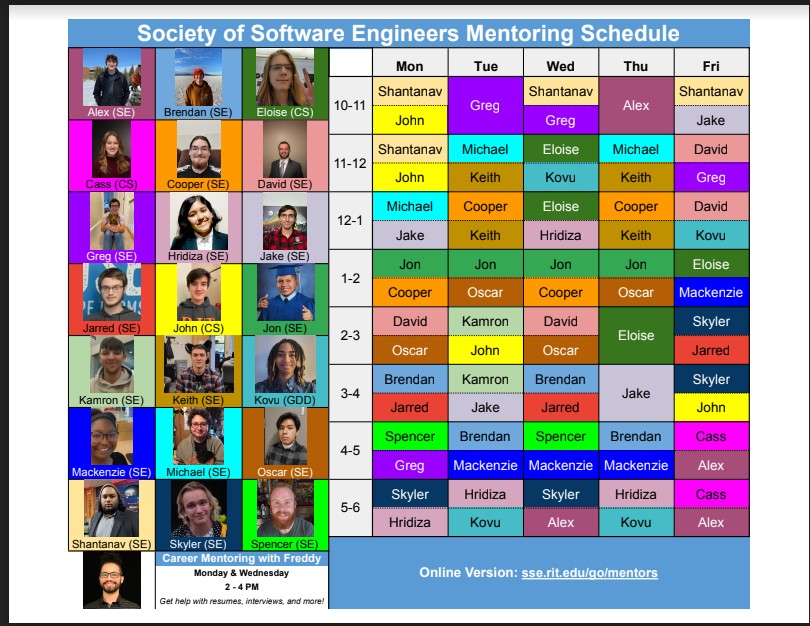 Society of Software Engineers Mentoring Schedule
Alex (SE) Brendan (SE) Eloise (CS)
Cass (CS) Cooper (SE) David (SE)
Greg (SE) Hridiza (SE) Jake (SE)
Jarred (SE) John (CS) Jon (SE)
Kamron (SE) Keith (SE) Kovu (GDD)
Mackenzie (SE) Michael (SE) Oscar (SE)
Shantanav (SE) Skyler (SE) Spencer (SE)
Career Mentoring with Freddy
Monday & Wednesday
2 - 4 PM
Get help with resumes, interviews, and more!
Mon Tue Wed Thu Fri
10-11
Shantanav Greg Shantanav Alex Shantanav
John Greg Jake
11-12
Shantanav Michael Eloise Michael David
John Keith Kovu Keith Greg
12-1
Michael Cooper Eloise Cooper David
Jake Keith Hridiza Keith Kovu
1-2
Jon Jon Jon Jon Eloise
Cooper Oscar Cooper Oscar Mackenzie
2-3
David Kamron David Eloise Skyler
Oscar John Oscar Jarred
3-4
Brendan Kamron Brendan Jake Skyler
Jarred Jake Jarred John
4-5
Spencer Brendan Spencer Brendan Cass
Greg Mackenzie Mackenzie Mackenzie Alex
5-6
Skyler Hridiza Skyler Hridiza Cass
Hridiza Kovu Alex Kovu Alex
Online Version: sse.rit.edu/go/mentors